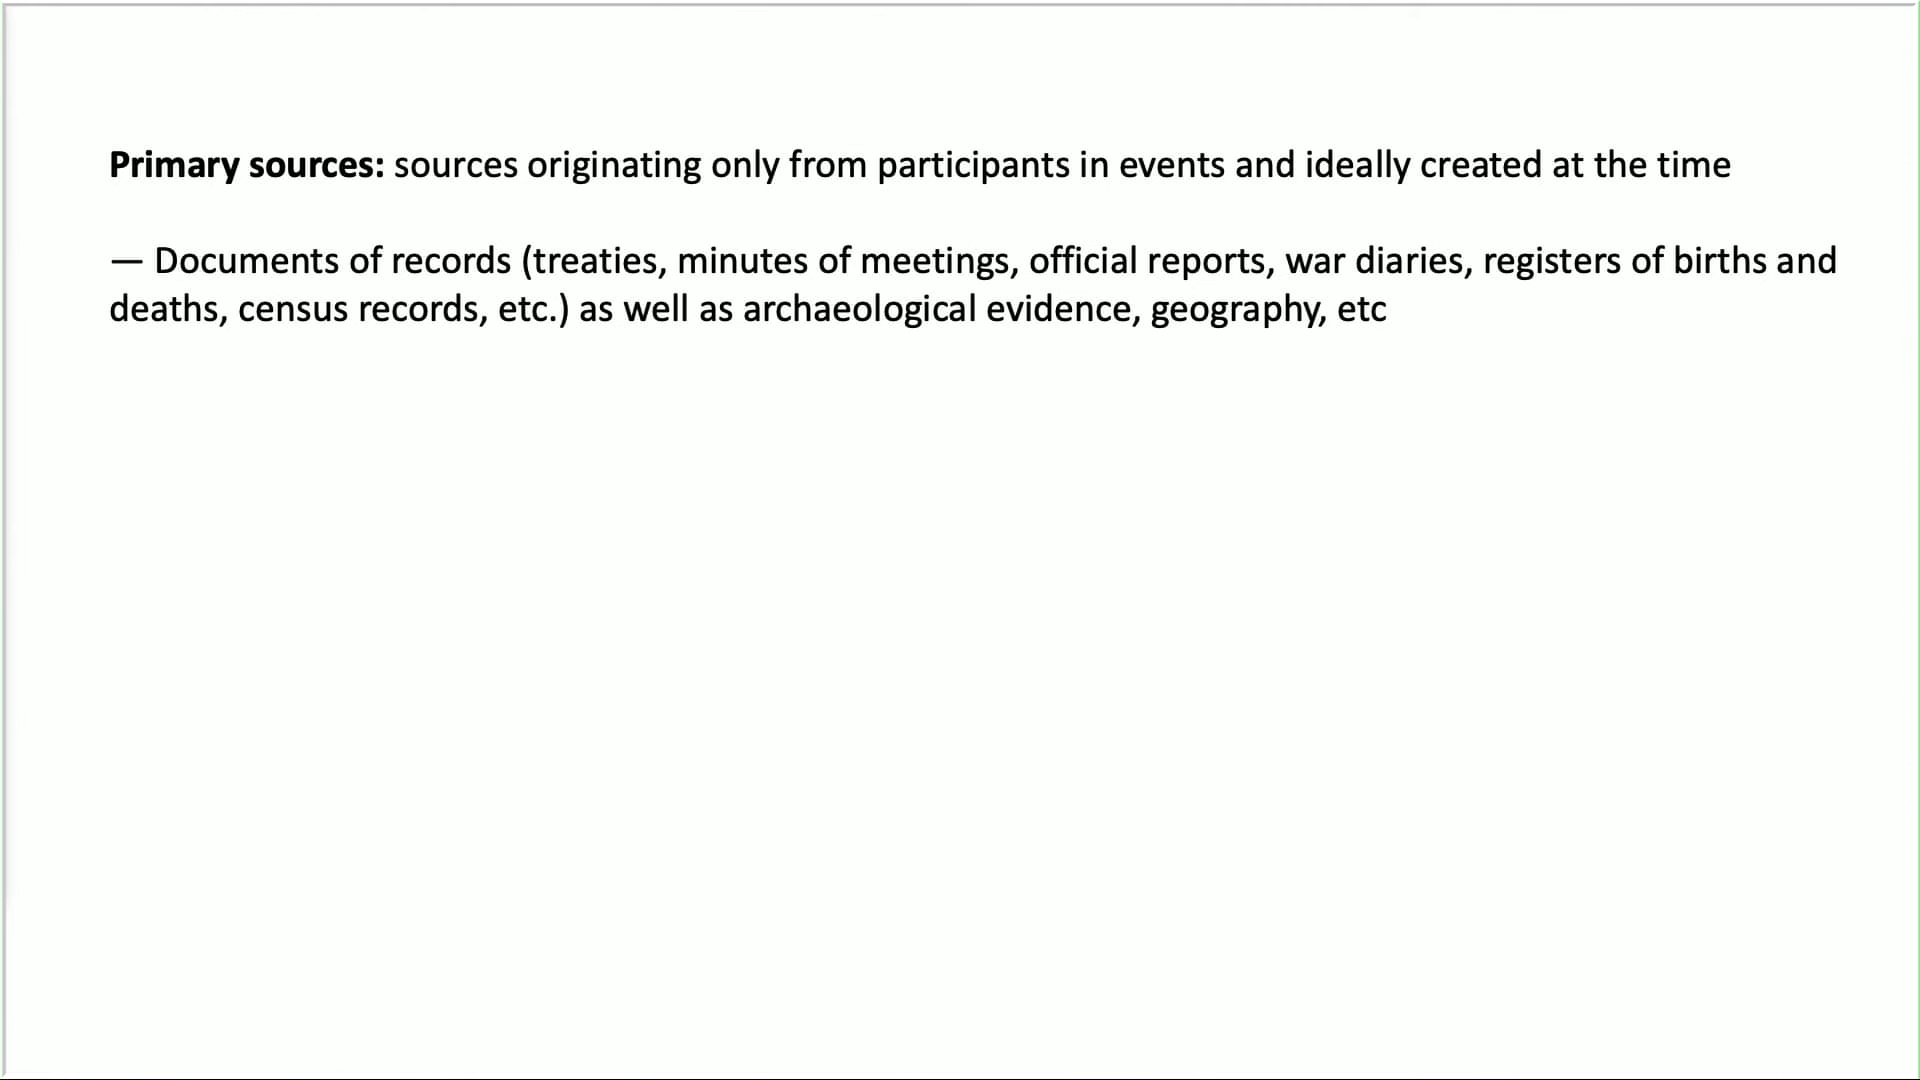 Primary sources: sources originating only from participants in events and ideally created at the time
— Documents of records (treaties, minutes of meetings, official reports, war diaries, registers of births and
deaths, census records, etc.) as well as archaeological evidence, geography, etc